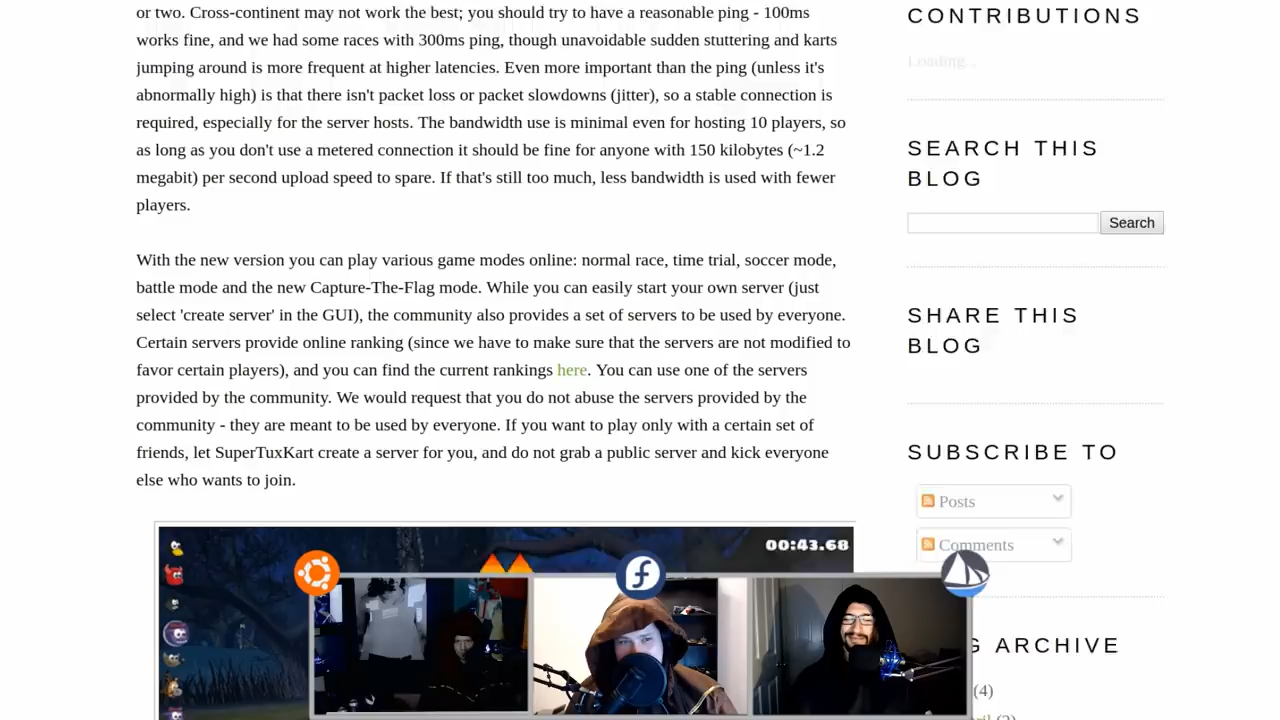 or two. Cross-continent may not work the best; you should try to have a reasonable ping - 100ms
works fine, and we had some races with 300ms ping, though unavoidable sudden stuttering and karts
jumping around is more frequent at higher latencies. Even more important than the ping (unless it's
abnormally high) is that there isn't packet loss or packet slowdowns (jitter), so a stable connection is
required, especially for the server hosts. The bandwidth use is minimal even for hosting 10 players, so
as long as you don't use a metered connection it should be fine for anyone with 150 kilobytes (~1.2
megabit) per second upload speed to spare. If that's still too much, less bandwidth is used with fewer
players.
With the new version you can play various game modes online: normal race, time trial, soccer mode,
battle mode and the new Capture-The-Flag mode. While you can easily start your own server (just
select 'create server' in the GUI), the community also provides a set of servers to be used by everyone.
Certain servers provide online ranking (since we have to make sure that the servers are not modified to
favor certain players), and you can find the current rankings here. You can use one of the servers
provided by the community. We would request that you do not abuse the servers provided by the
community - they are meant to be used by everyone. If you want to play only with a certain set of
friends, let SuperTuxKart create a server for you, and do not grab a public server and kick everyone
else who wants to join.
00:43.68
CONTRIBUTIONS
Loading...
SEARCH THIS
BLOG
Search
SHARE THIS
BLOG
SUBSCRIBE TO
Posts
Comments
G ARCHIVE
(4)